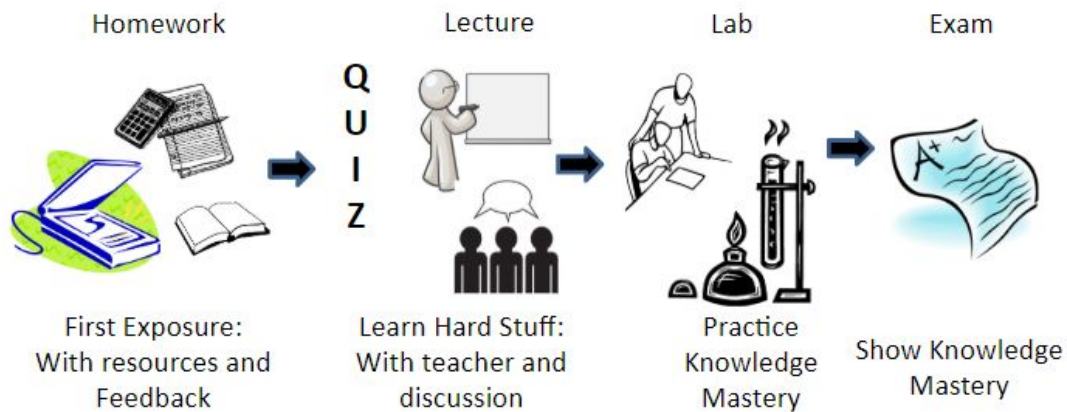 Homework
Lecture
Lab
Exam
Q
U
I
Z
A+
First Exposure:
With resources and
Feedback
Learn Hard Stuff:
With teacher and
discussion
Practice
Knowledge
Mastery
Show Knowledge
Mastery